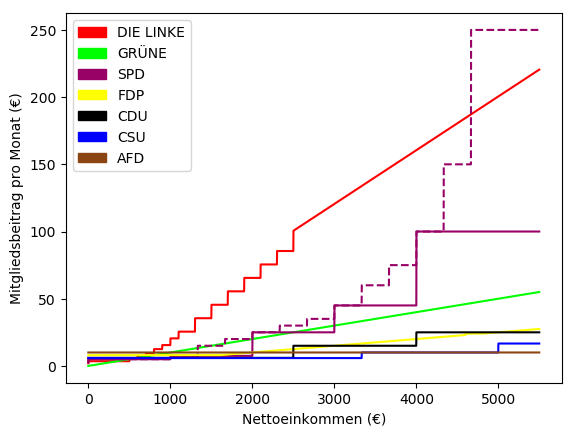 250
200
150
100
50
0
Mitgliedsbeitrag pro Monat (€)
DIE LINKE
GRÜNE
SPD
FDP
CDU
CSU
AFD
0 1000 2000 3000 4000 5000
Nettoeinkommen (€)